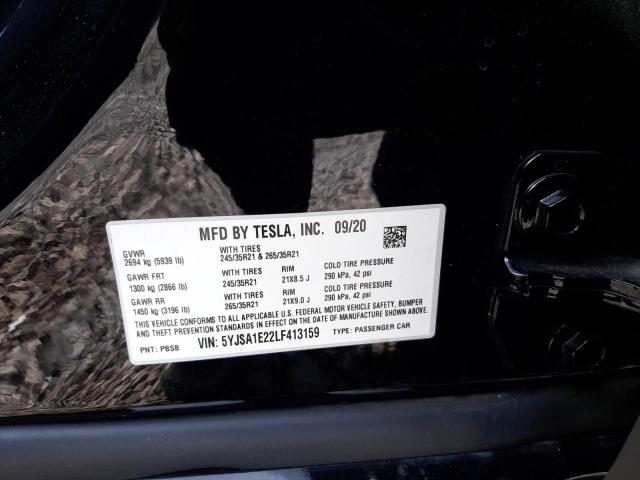 MFD BY TESLA, INC. 09/20
GVWR
2694 kg (5939 lb)
WITH TIRES
245/35R21 & 265/35R21
GAWR FRT
1300 kg (2866 lb)
WITH TIRES
245/35R21
RIM
21X8.5 J
COLD TIRE PRESSURE
290 kPa, 42 psi
GAWR RR
1450 kg (3196 lb)
WITH TIRES
265/35R21
RIM
21X9.0 J
COLD TIRE PRESSURE
290 kPa, 42 psi
THIS VEHICLE CONFORMS TO ALL APPLICABLE U.S. FEDERAL MOTOR VEHICLE SAFETY, BUMPER
AND THEFT PREVENTION STANDARDS IN EFFECT ON THE DATE OF MANUFACTURE SHOWN ABOVE.
PNT: PBSB VIN: 5YJSA1E22LF413159 TYPE: PASSENGER CAR